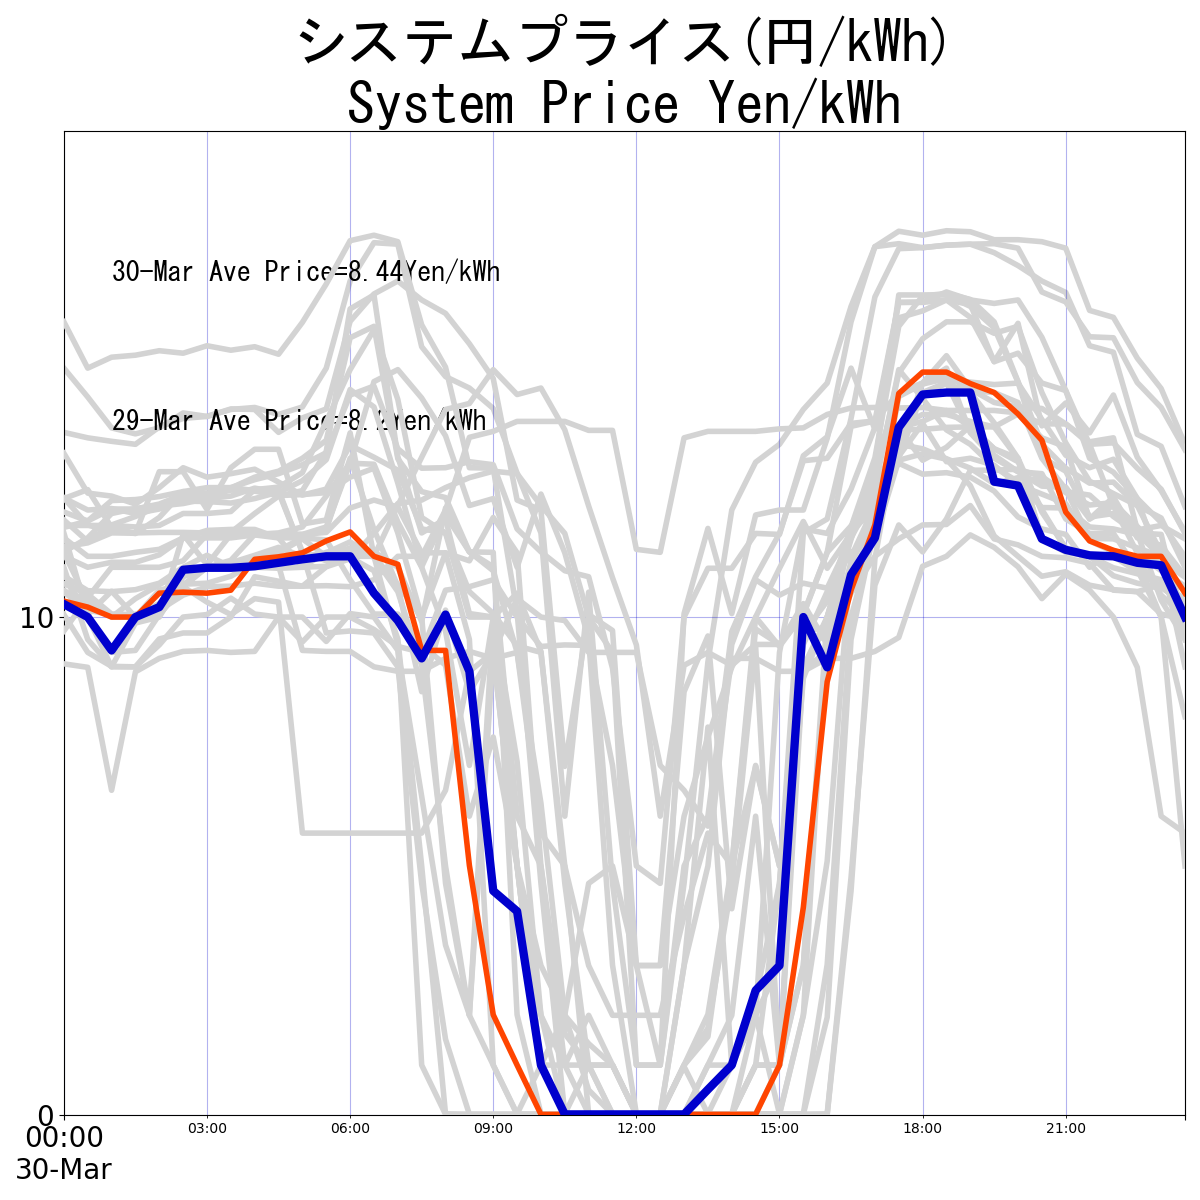 システムプライス(円/kWh)
System Price Yen/kWh
30-Mar Ave Price=8.44Yen/kWh
29-Mar Ave
10
0
00:00
03:00
06:00
09:00
12:00
15:00
18:00
21:00
30-Mar